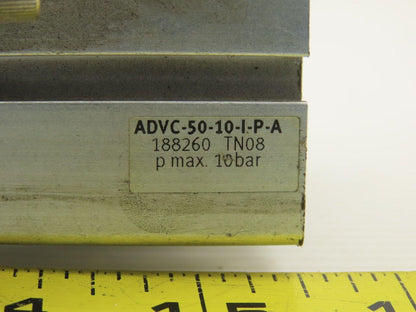 ADVC-50-10-I-P-A
188260 TN08
p max. 10bar